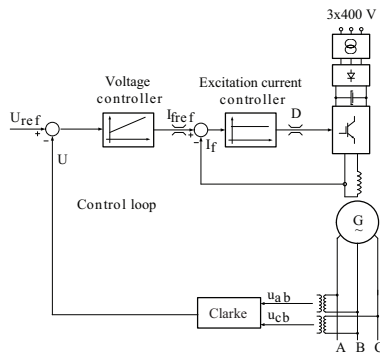 3x400 V
Voltage
controller
Excitation current
controller
Uref
+
−
U
Ifref
+
−
If
D
G
~
Control loop
Clarke
uab
ucb
A B C